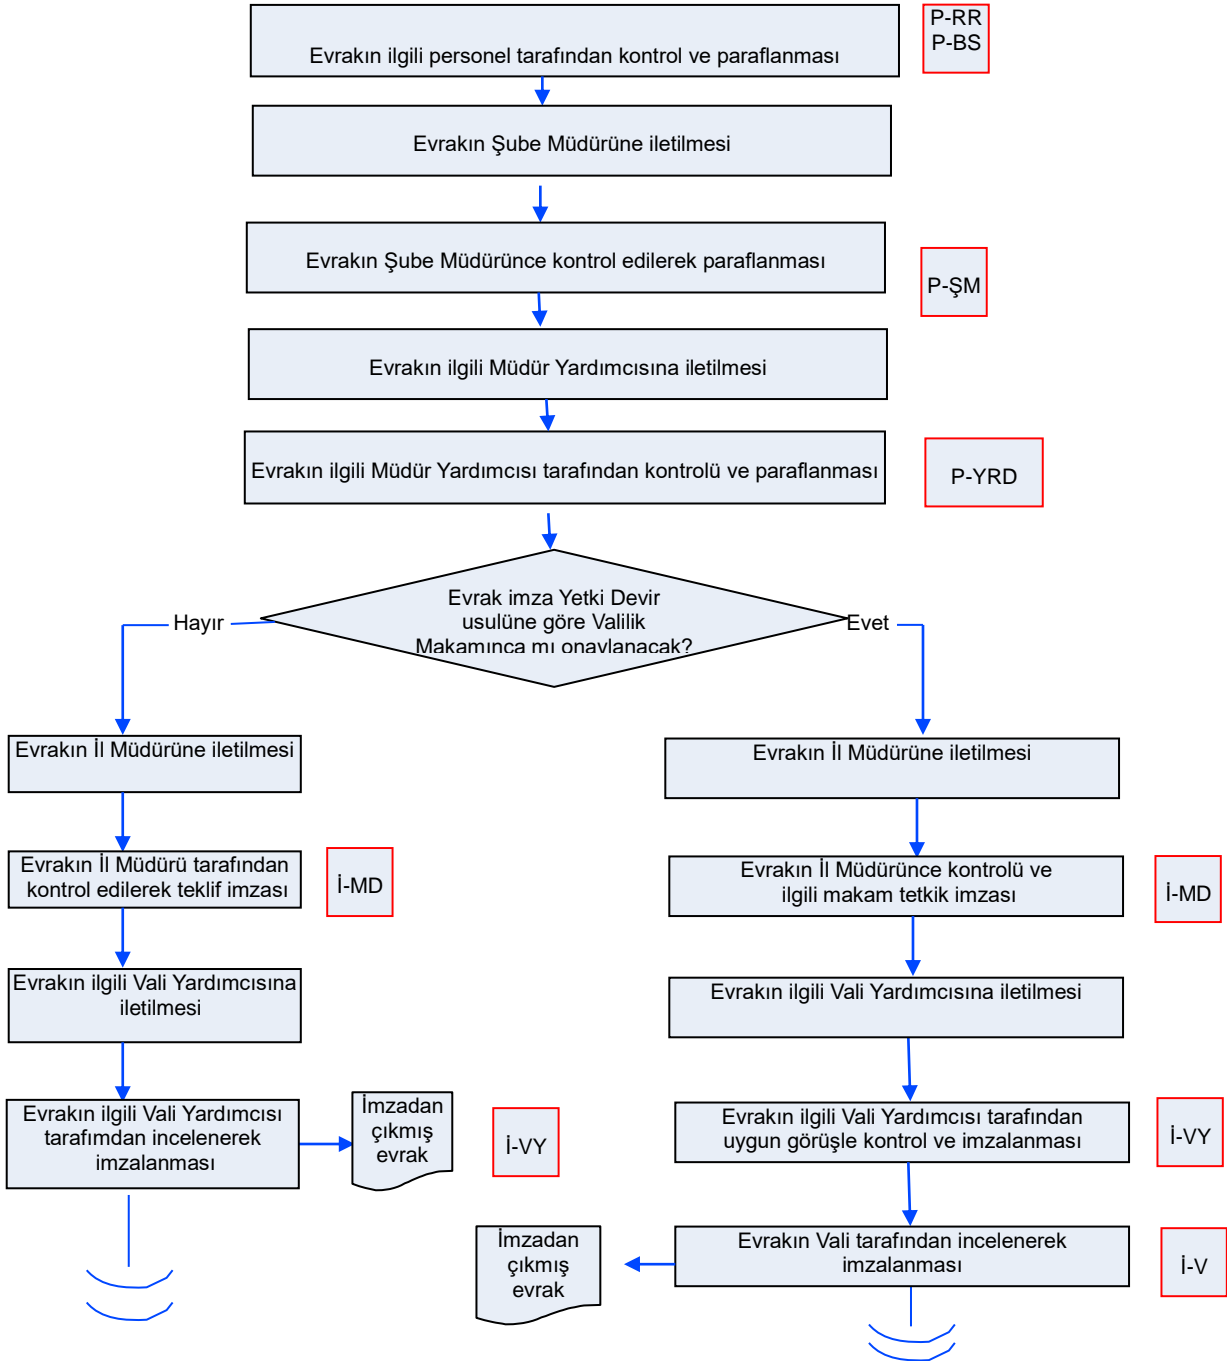 P-RR
P-BS
Evrakın ilgili personel tarafından kontrol ve paraflanması
Evrakın Şube Müdürüne iletilmesi
Evrakın Şube Müdürünce kontrol edilerek paraflanması
P-ŞM
Evrakın ilgili Müdür Yardımcısına iletilmesi
Evrakın ilgili Müdür Yardımcısı tarafından kontrolü ve paraflanması
P-YRD
Evrak imza Yetki Devir
usulüne göre Valilik
Makamınca mı onaylanacak?
Hayır
Evet
Evrakın İl Müdürüne iletilmesi
Evrakın İl Müdürüne iletilmesi
Evrakın İl Müdürü tarafından
kontrol edilerek teklif imzası
İ-MD
Evrakın İl Müdürünce kontrolü ve
ilgili makam tetkik imzası
İ-MD
Evrakın ilgili Vali Yardımcısına
iletilmesi
Evrakın ilgili Vali Yardımcısına iletilmesi
Evrakın ilgili Vali Yardımcısı
tarafımdan incelenerek
imzalanması
İmzadan
çıkmış
evrak
İ-VY
Evrakın ilgili Vali Yardımcısı tarafından
uygun görüşle kontrol ve imzalanması
İ-VY
İmzadan
çıkmış
evrak
Evrakın Vali tarafından incelenerek
imzalanması
İ-V